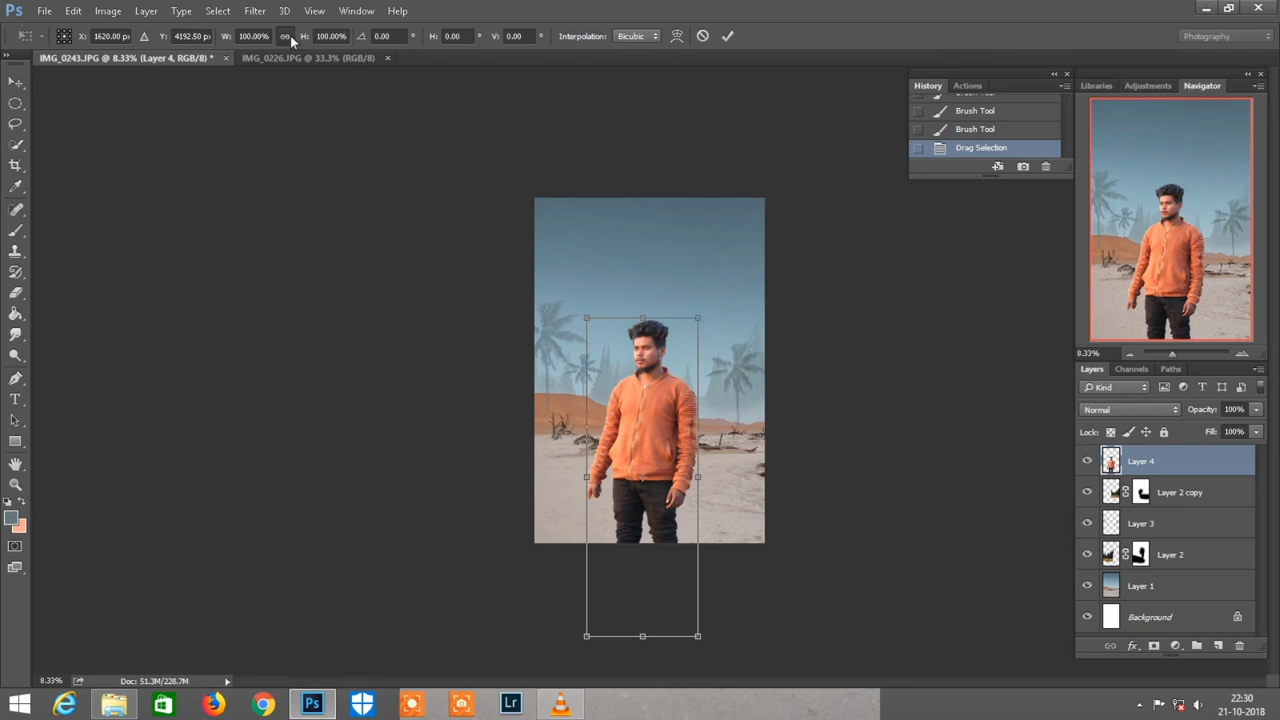 Ps File Edit Image Layer Type Select Filter 3D View Window Help
X: 1620.00 px Y: 4192.50 px W: 100.00% H: 100.00% 0.00 ° H: 0.00 ° V: 0.00 ° Interpolation: Bicubic Photography
IMG_0243.JPG @ 8.33% (Layer 4, RGB/8) * × IMG_0226.JPG @ 33.3% (RGB/8) ×
History Actions
Brush Tool
Brush Tool
Drag Selection
Libraries Adjustments Navigator
8.33%
Layers Channels Paths
Kind
Normal Opacity: 100%
Lock: Fill: 100%
Layer 4
Layer 2 copy
Layer 3
Layer 2
Layer 1
Background
fx
8.33% Doc: 51.3M/228.7M
Ps Lr
22:30
21-10-2018